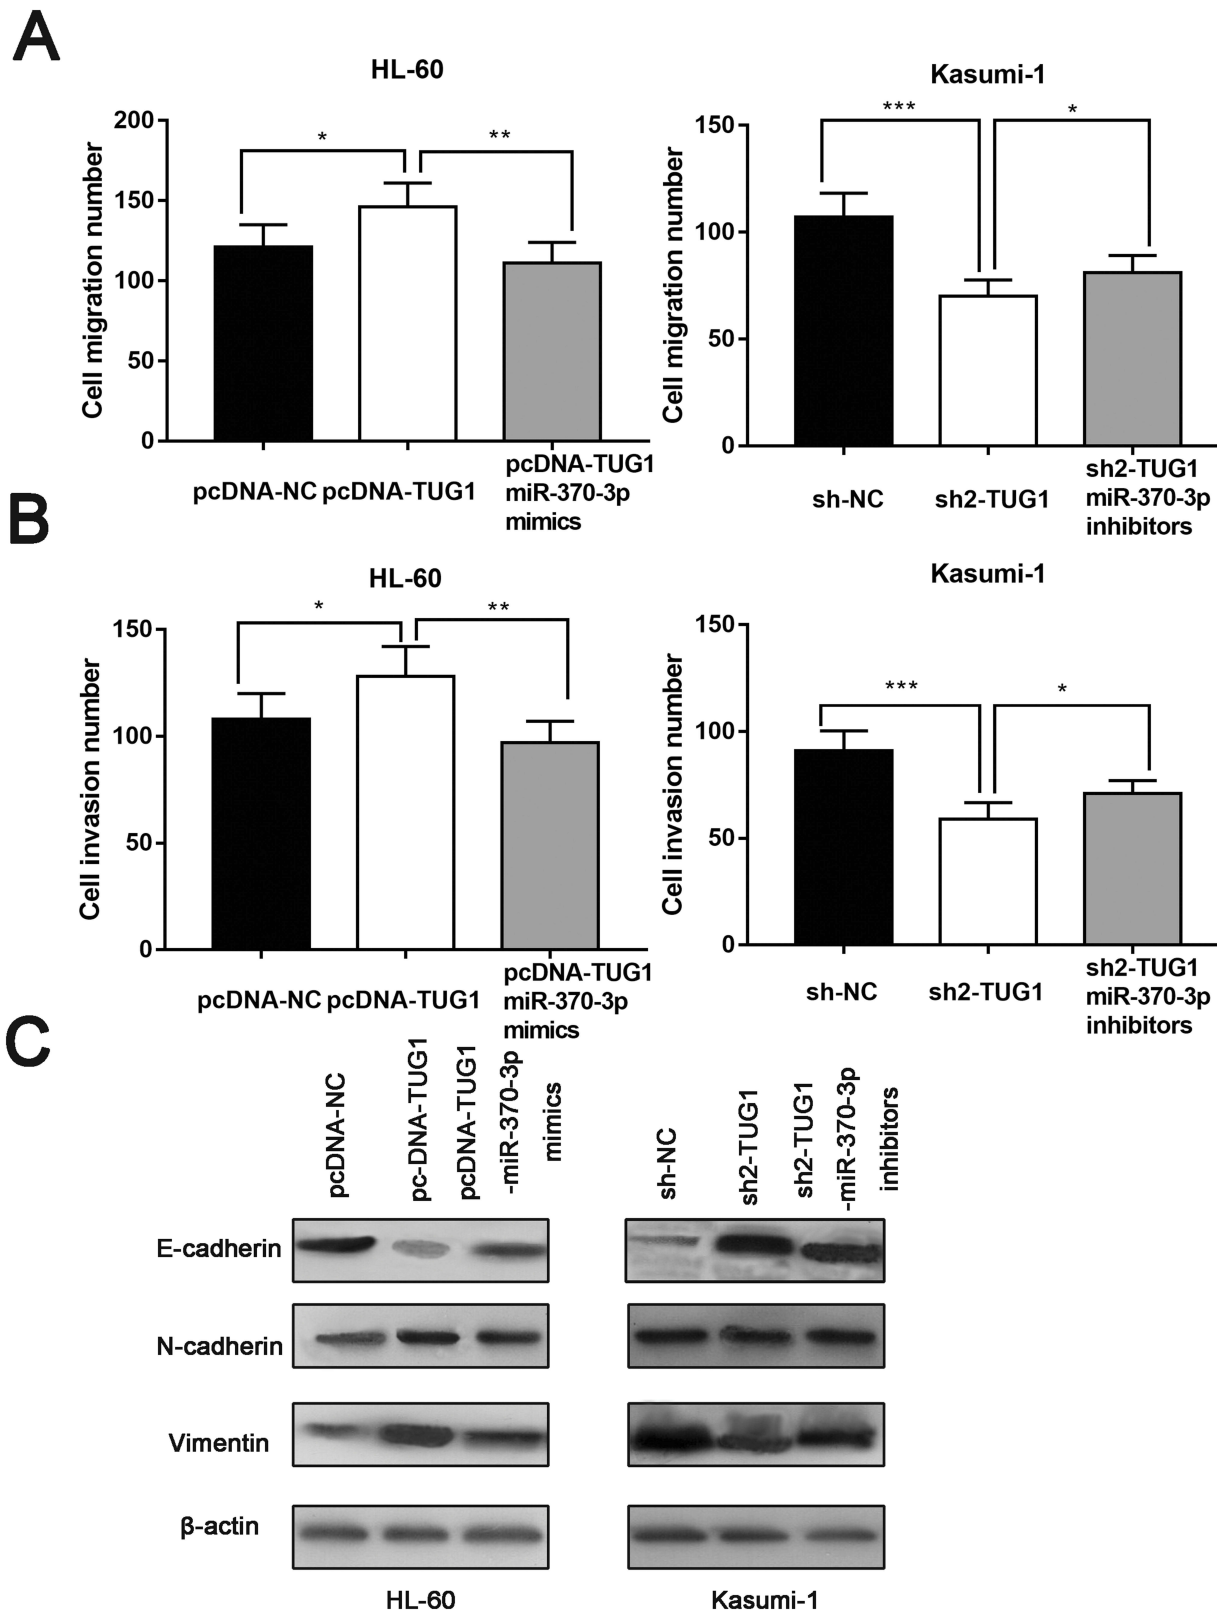 A
HL-60
Cell migration number
200
150
100
50
0
*
**
pcDNA-NC
pcDNA-TUG1
pcDNA-TUG1
miR-370-3p
mimics
Kasumi-1
Cell migration number
150
100
50
0
***
*
sh-NC
sh2-TUG1
sh2-TUG1
miR-370-3p
inhibitors
B
HL-60
Cell invasion number
150
100
50
0
*
**
pcDNA-NC
pcDNA-TUG1
pcDNA-TUG1
miR-370-3p
mimics
Kasumi-1
Cell invasion number
150
100
50
0
***
*
sh-NC
sh2-TUG1
sh2-TUG1
miR-370-3p
inhibitors
C
pcDNA-NC
pc-DNA-TUG1
pcDNA-TUG1
-miR-370-3p
mimics
sh-NC
sh2-TUG1
sh2-TUG1
-miR-370-3p
inhibitors
E-cadherin
N-cadherin
Vimentin
β-actin
HL-60
Kasumi-1